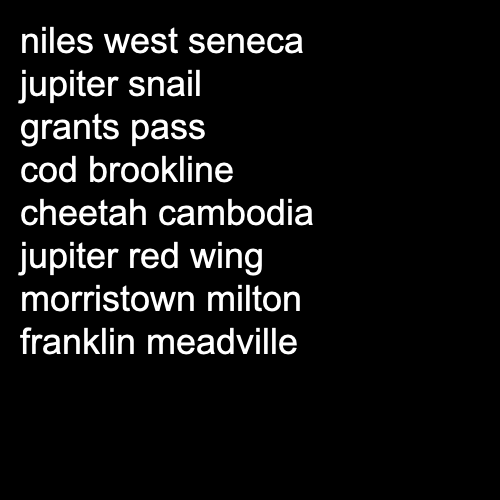 niles west seneca
jupiter snail
grants pass
cod brookline
cheetah cambodia
jupiter red wing
morristown milton
franklin meadville